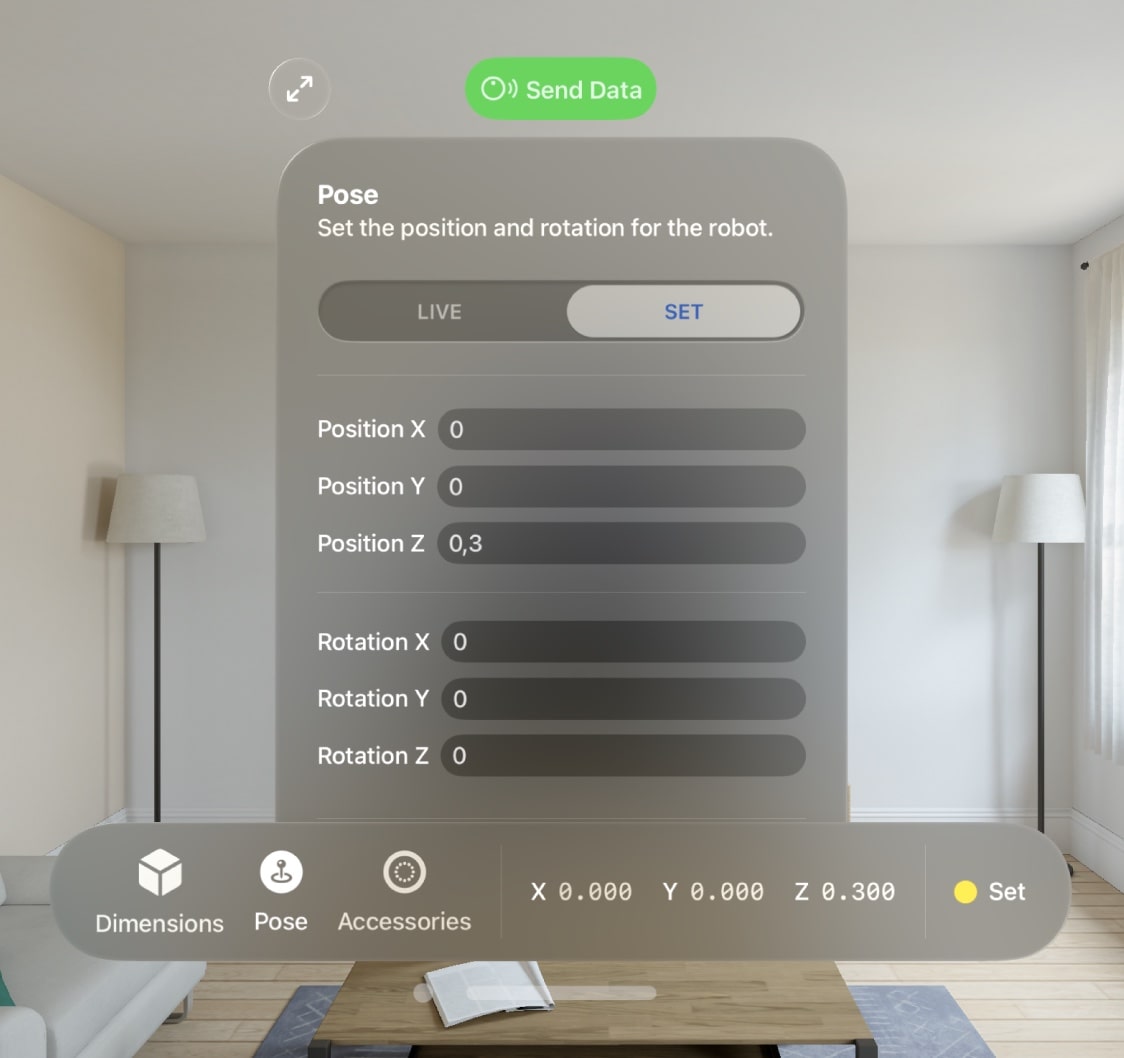 Send Data
Pose
Set the position and rotation for the robot.
LIVE SET
Position X 0
Position Y 0
Position Z 0,3
Rotation X 0
Rotation Y 0
Rotation Z 0
Dimensions Pose Accessories X 0.000 Y 0.000 Z 0.300 Set